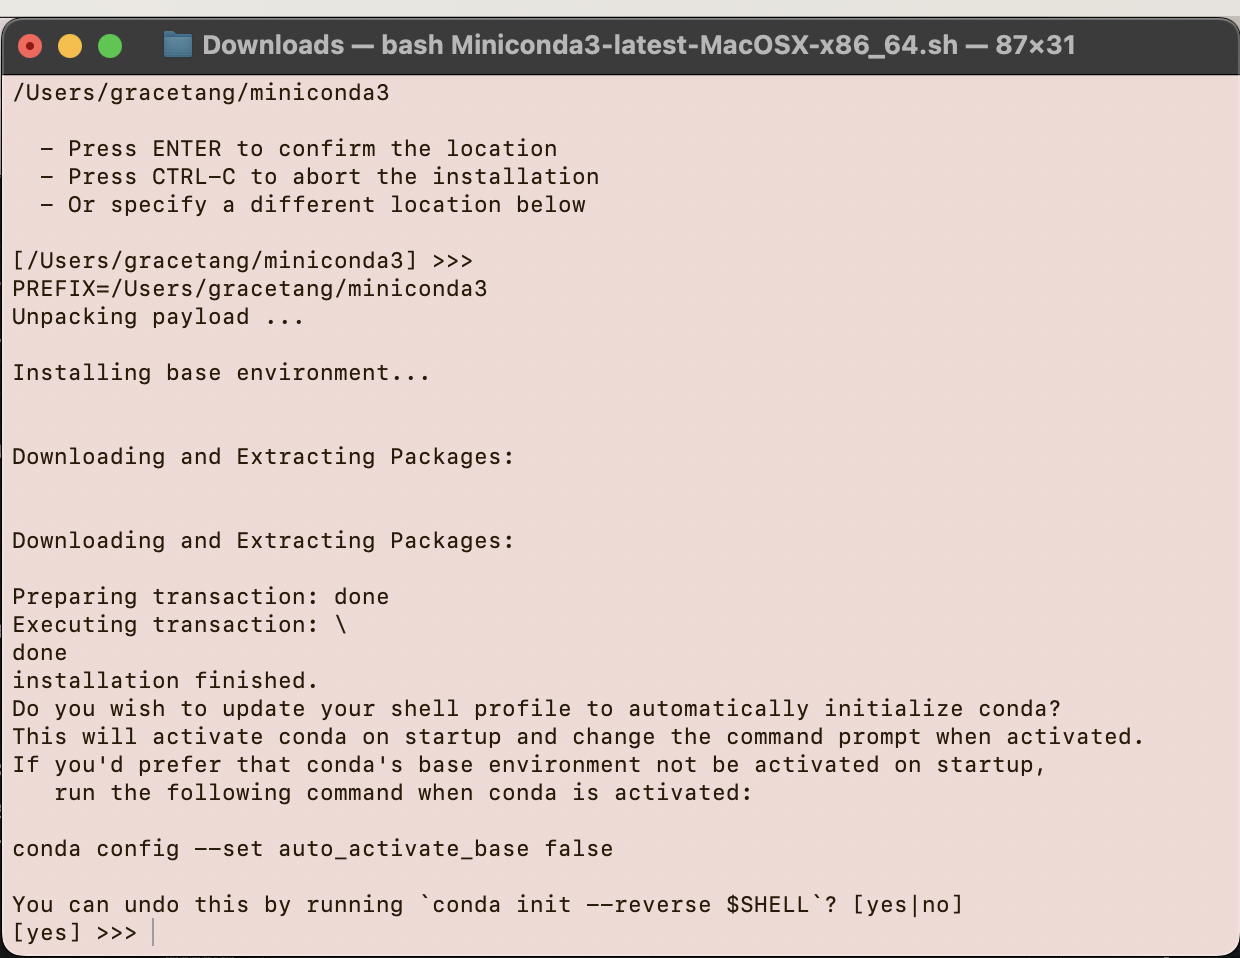 Downloads — bash Miniconda3-latest-MacOSX-x86_64.sh — 87×31
/Users/gracetang/miniconda3
  - Press ENTER to confirm the location
  - Press CTRL-C to abort the installation
  - Or specify a different location below
[/Users/gracetang/miniconda3] >>>
PREFIX=/Users/gracetang/miniconda3
Unpacking payload ...
Installing base environment...
Downloading and Extracting Packages:
Downloading and Extracting Packages:
Preparing transaction: done
Executing transaction: \
done
installation finished.
Do you wish to update your shell profile to automatically initialize conda?
This will activate conda on startup and change the command prompt when activated.
If you'd prefer that conda's base environment not be activated on startup,
   run the following command when conda is activated:
conda config --set auto_activate_base false
You can undo this by running `conda init --reverse $SHELL`? [yes|no]
[yes] >>>